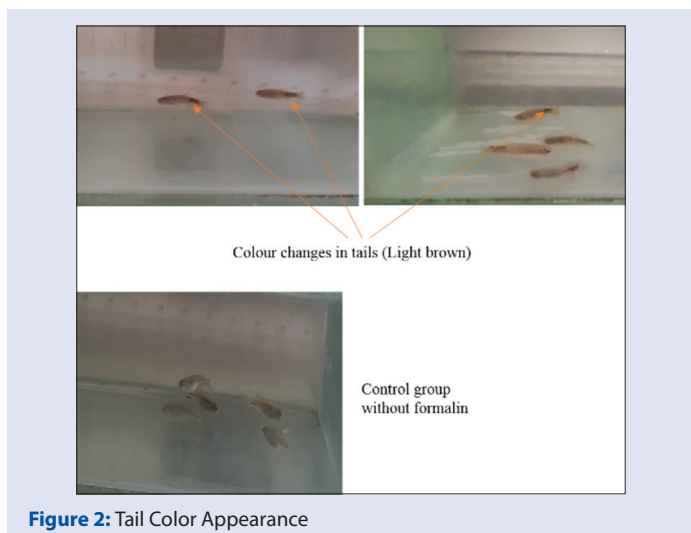 Colour changes in tails (Light brown)
Control group
without formalin
Figure 2: Tail Color Appearance